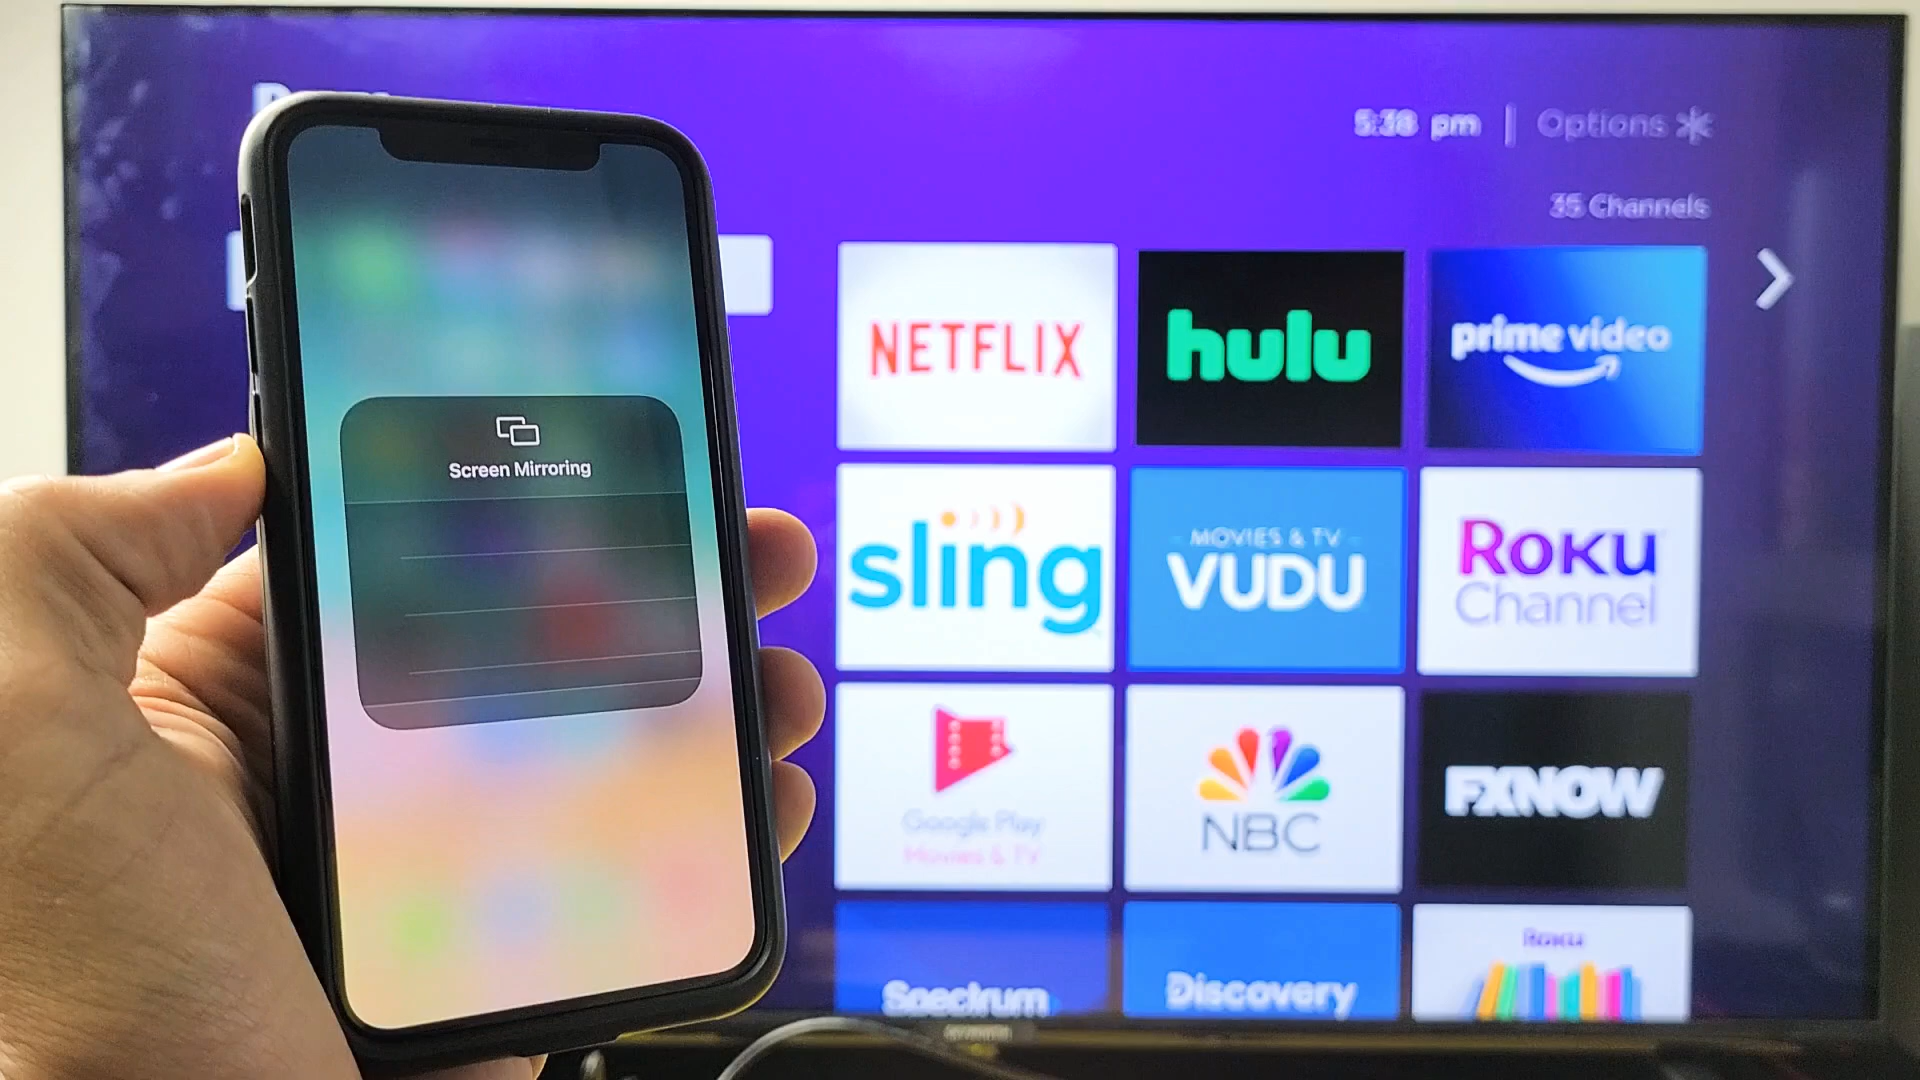 5:38 pm | Options
35 Channels
Screen Mirroring
NETFLIX
hulu
prime video
sling
MOVIES & TV
VUDU
Roku
Channel
Google Play
Movies & TV
NBC
FXNOW
Spectrum
Discovery
Roku